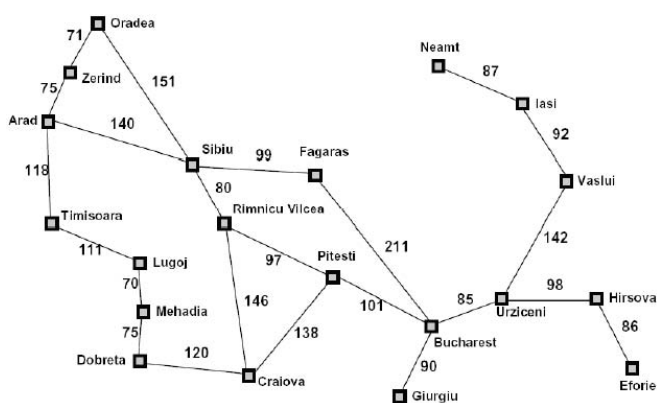 Oradea
71
Neamt
87
Zerind
151
75
Iasi
Arad
140
92
Sibiu
99
Fagaras
118
80
Vaslui
Timisoara
Rimnicu Vilcea
142
111
211
Lugoj
97
Pitesti
70
98
Hirsova
146
101
85
Urziceni
Mehadia
138
86
75
Bucharest
120
90
Dobreta
Craiova
Eforie
Giurgiu